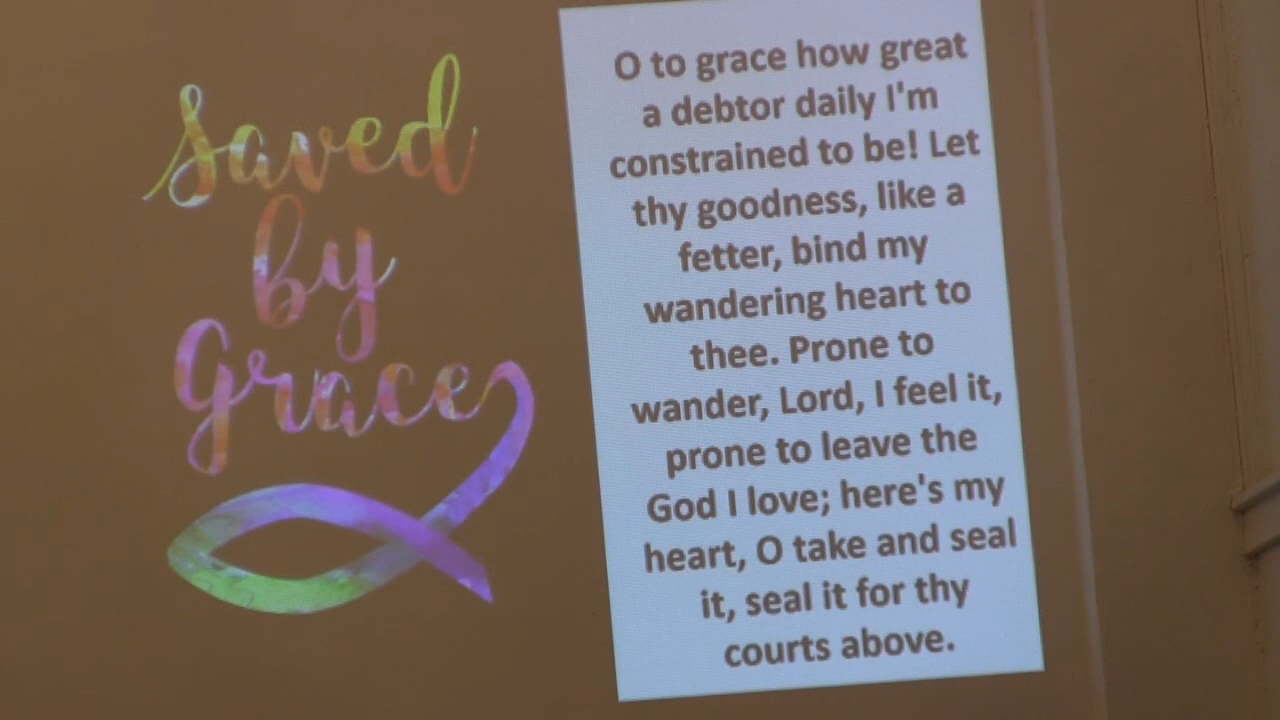 Saved
by
Grace
O to grace how great
a debtor daily I'm
constrained to be! Let
thy goodness, like a
fetter, bind my
wandering heart to
thee. Prone to
wander, Lord, I feel it,
prone to leave the
God I love; here's my
heart, O take and seal
it, seal it for thy
courts above.